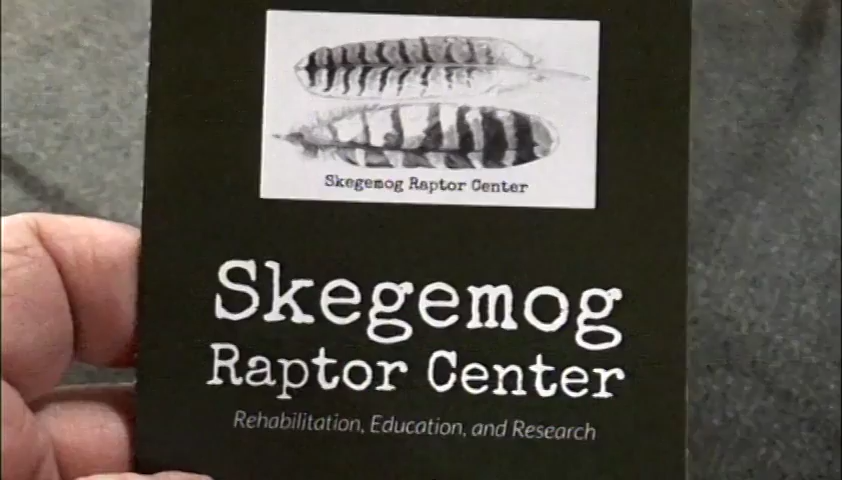 Skegemog Raptor Center
Skegemog
Raptor Center
Rehabilitation, Education, and Research